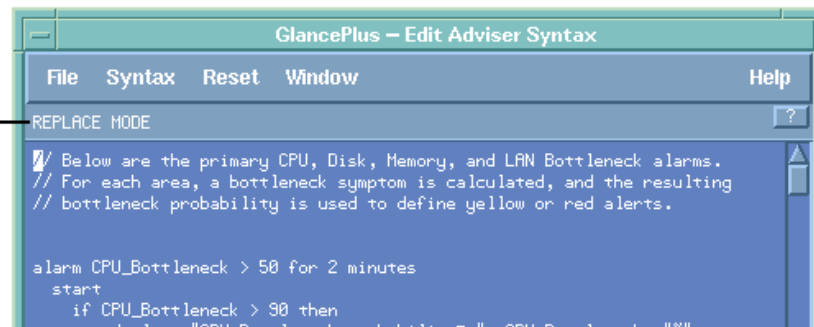 GlancePlus – Edit Adviser Syntax
File Syntax Reset Window Help
REPLACE MODE ?
// Below are the primary CPU, Disk, Memory, and LAN Bottleneck alarms.
// For each area, a bottleneck symptom is calculated, and the resulting
// bottleneck probability is used to define yellow or red alerts.
alarm CPU_Bottleneck > 50 for 2 minutes
start
if CPU_Bottleneck > 90 then